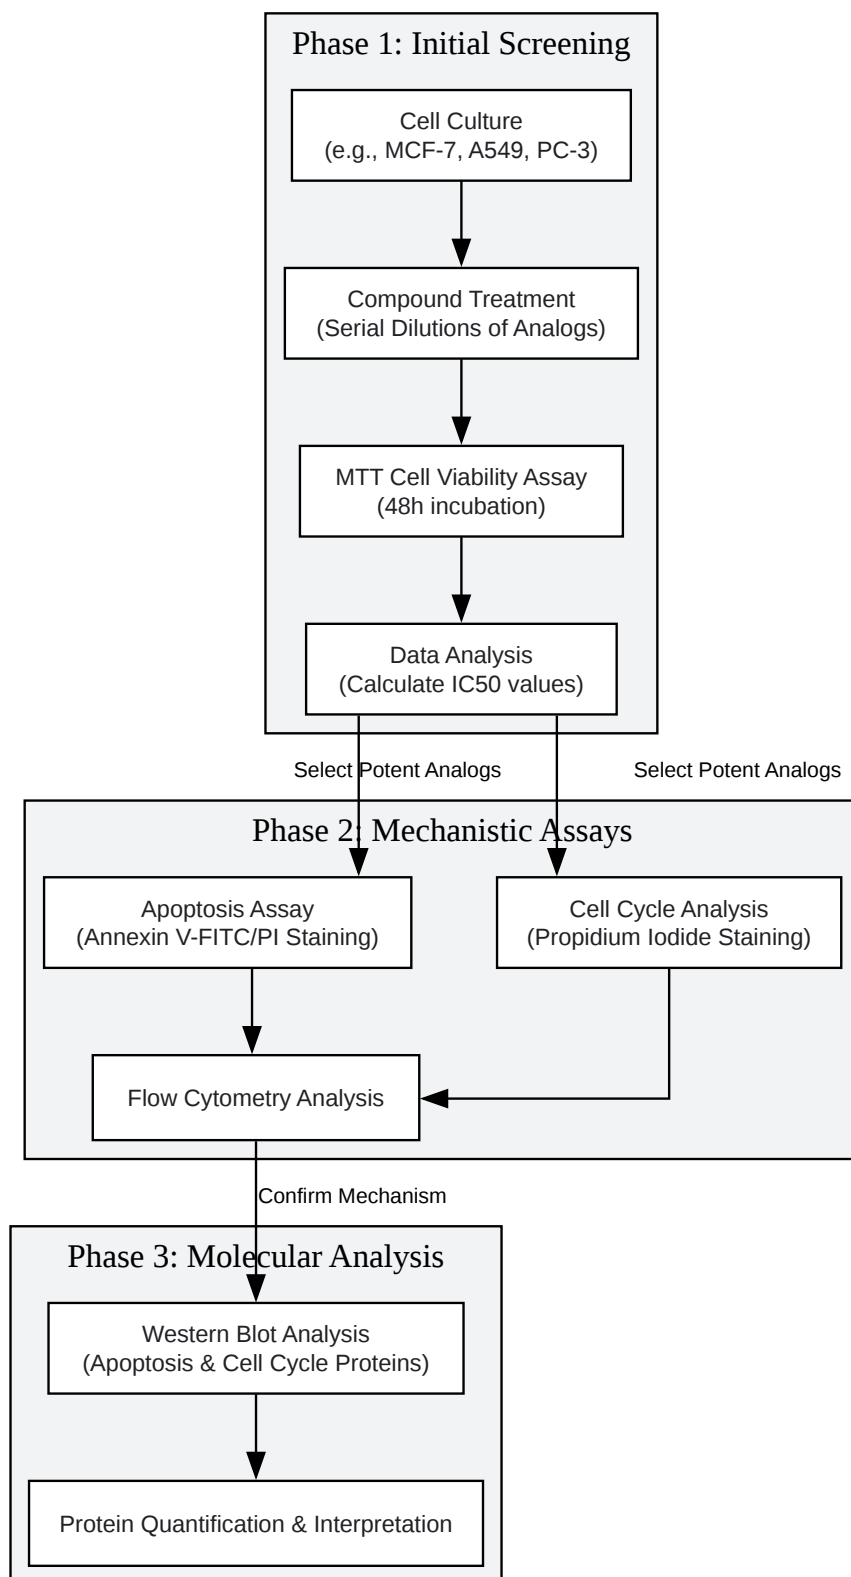 Phase 1: Initial Screening
Cell Culture
(e.g., MCF-7, A549, PC-3)
Compound Treatment
(Serial Dilutions of Analogs)
MTT Cell Viability Assay
(48h incubation)
Data Analysis
(Calculate IC50 values)
Select Potent Analogs
Select Potent Analogs
Phase 2: Mechanistic Assays
Apoptosis Assay
(Annexin V-FITC/PI Staining)
Cell Cycle Analysis
(Propidium Iodide Staining)
Flow Cytometry Analysis
Confirm Mechanism
Phase 3: Molecular Analysis
Western Blot Analysis
(Apoptosis & Cell Cycle Proteins)
Protein Quantification & Interpretation